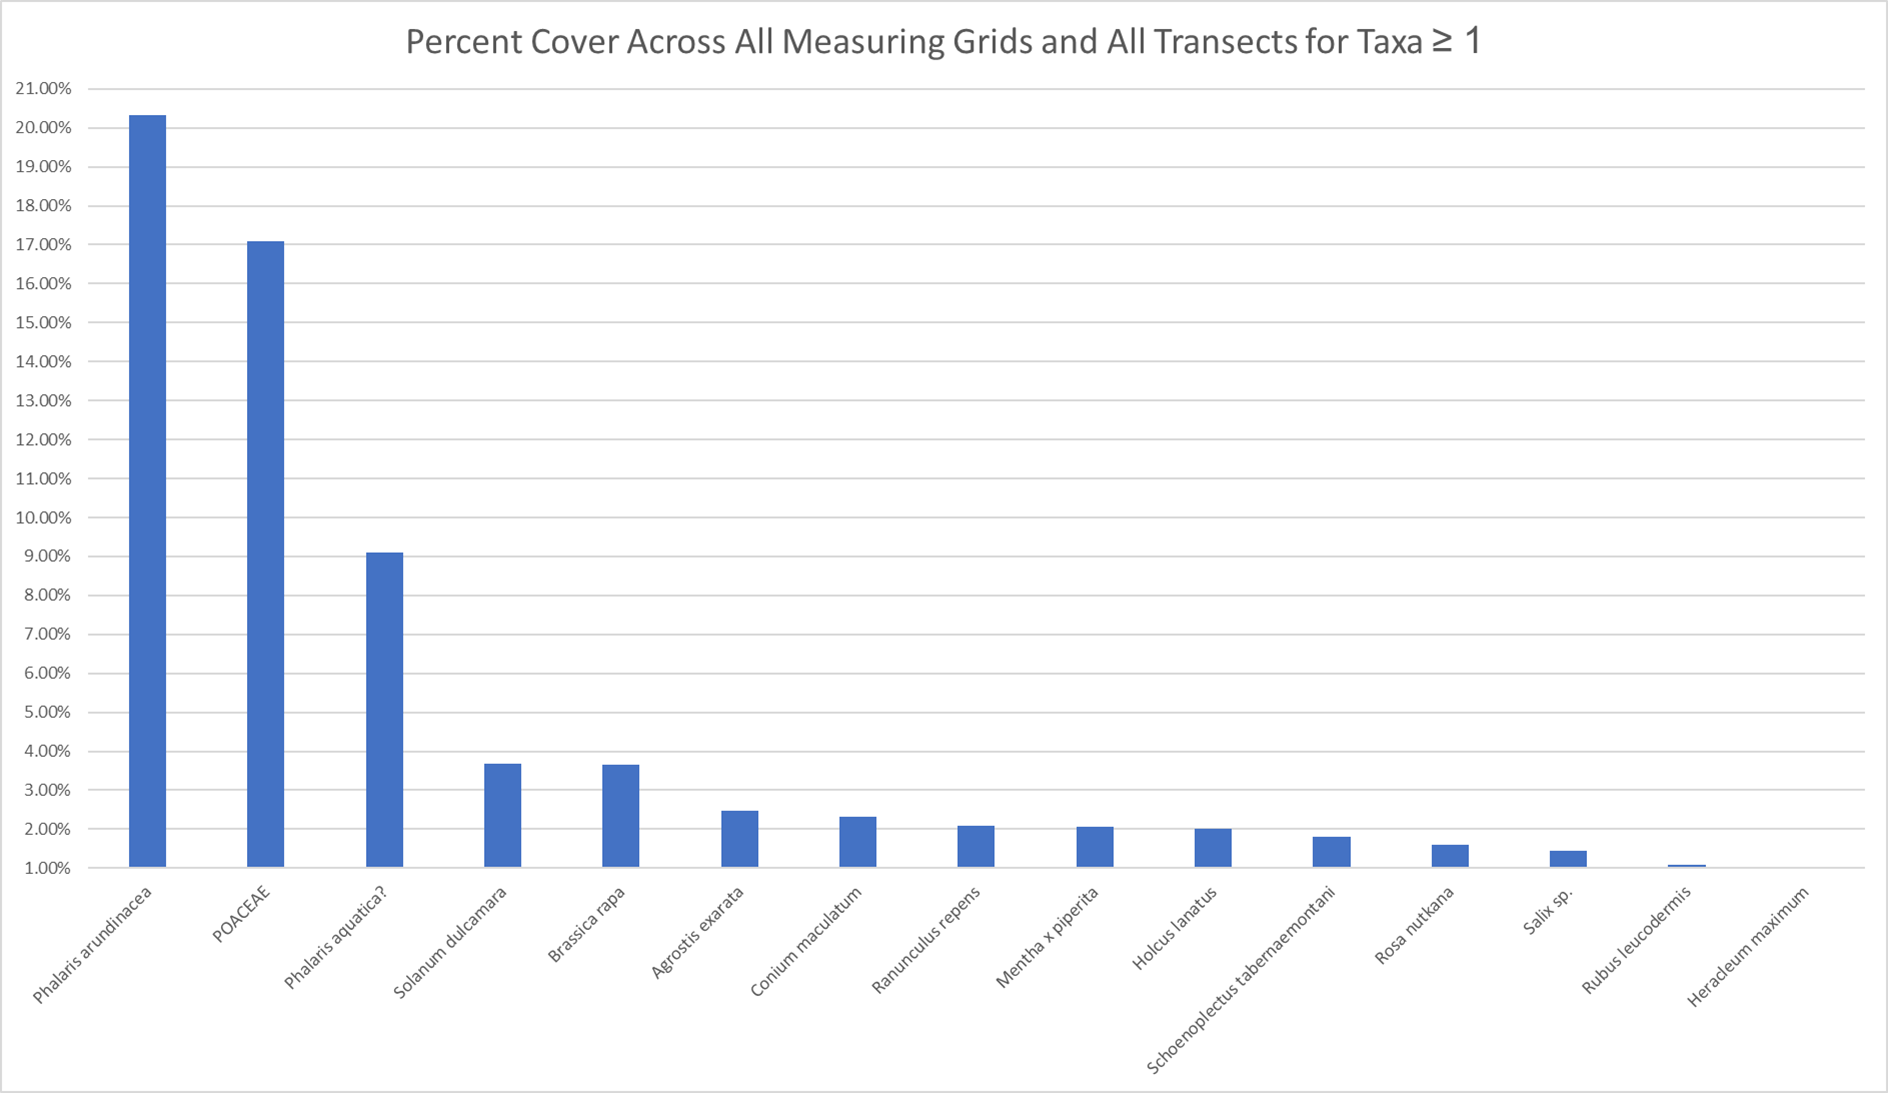 Percent Cover Across All Measuring Grids and All Transects for Taxa ≥ 1
21.00%
20.00%
19.00%
18.00%
17.00%
16.00%
15.00%
14.00%
13.00%
12.00%
11.00%
10.00%
9.00%
8.00%
7.00%
6.00%
5.00%
4.00%
3.00%
2.00%
1.00%
Phalaris arundinacea
POACEAE
Phalaris aquatica?
Solanum dulcamara
Brassica rapa
Agrostis exarata
Conium maculatum
Ranunculus repens
Mentha x piperita
Holcus lanatus
Schoenoplectus tabernaemontani
Rosa nutkana
Salix sp.
Rubus leucodermis
Heracleum maximum